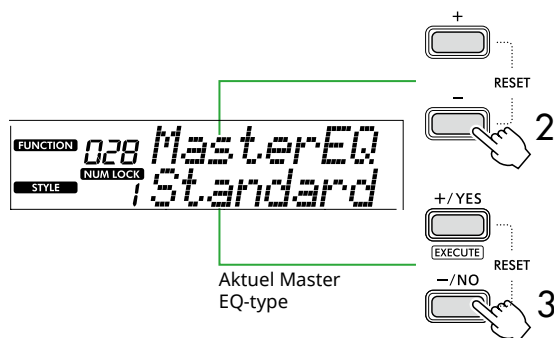 +
RESET
-
2
FUNCTION 028 MasterEQ
NUM LOCK
STYLE 1 Standard
+/YES
EXECUTE
RESET
-/NO
3
Aktuel Master
EQ-type